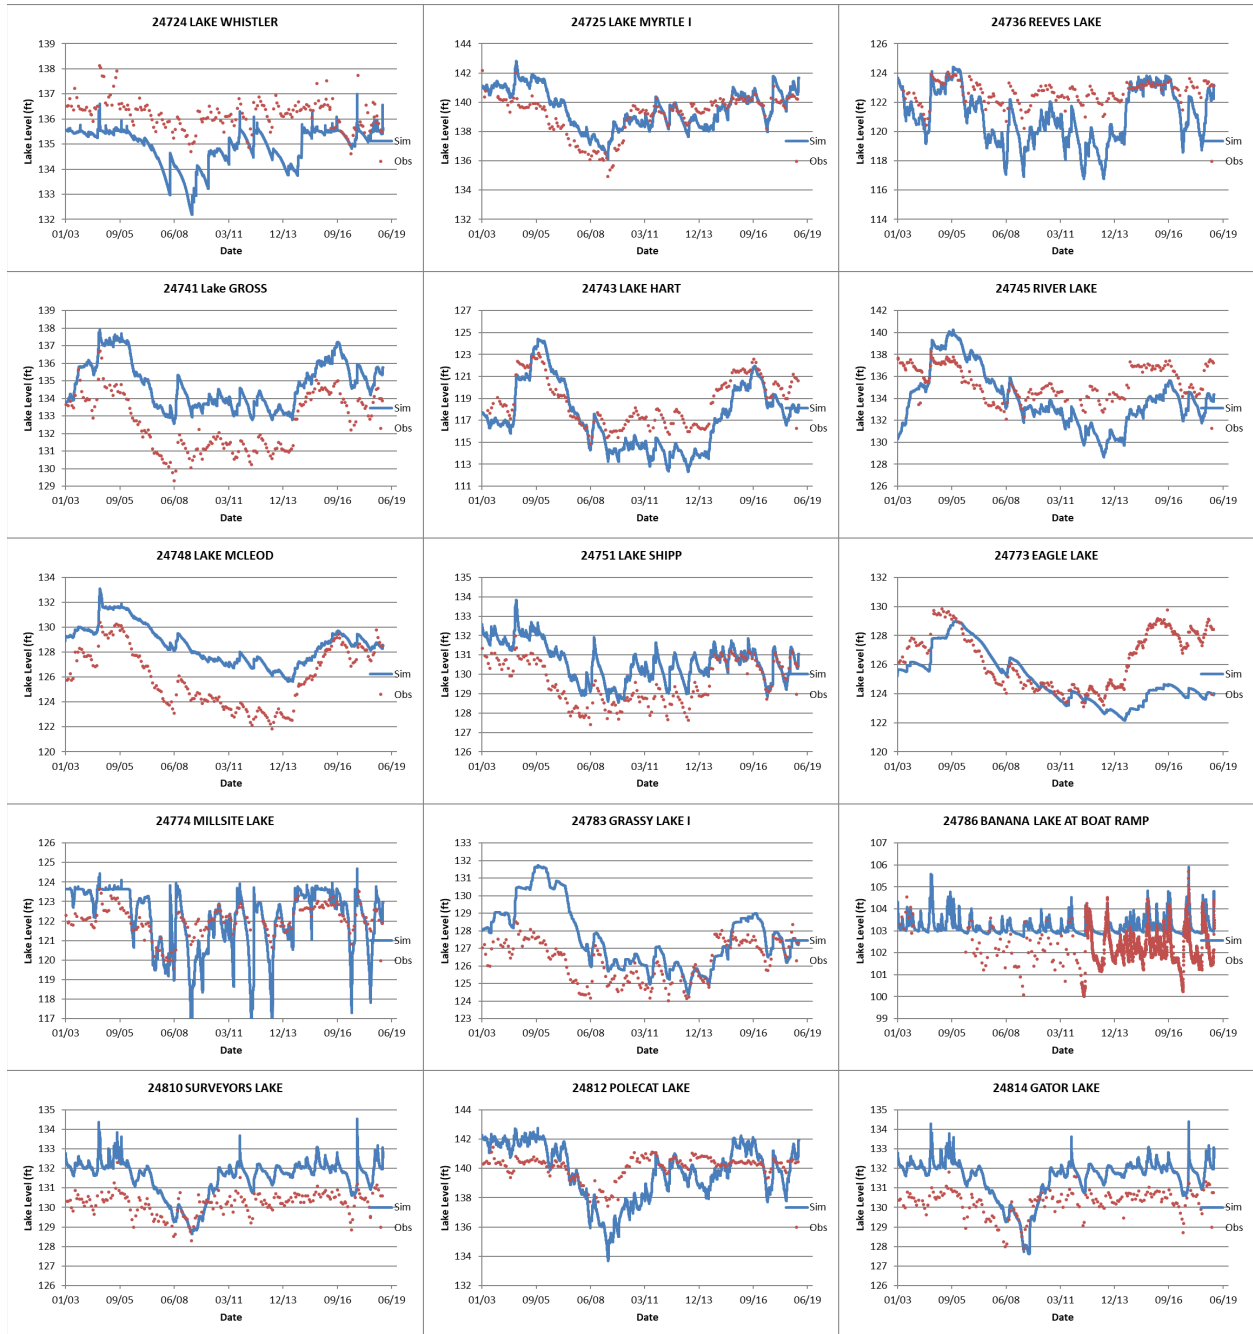 24724 LAKE WHISTLER
Lake Level (ft)
139
138
137
136
135
134
133
132
Sim
Obs
01/03 09/05 06/08 03/11 12/13 09/16 06/19
Date
24725 LAKE MYRTLE I
Lake Level (ft)
144
142
140
138
136
134
132
Sim
Obs
01/03 09/05 06/08 03/11 12/13 09/16 06/19
Date
24736 REEVES LAKE
Lake Level (ft)
126
124
122
120
118
116
114
Sim
Obs
01/03 09/05 06/08 03/11 12/13 09/16 06/19
Date
24741 Lake GROSS
Lake Level (ft)
139
138
137
136
135
134
133
132
131
130
129
Sim
Obs
01/03 09/05 06/08 03/11 12/13 09/16 06/19
Date
24743 LAKE HART
Lake Level (ft)
127
125
123
121
119
117
115
113
111
Sim
Obs
01/03 09/05 06/08 03/11 12/13 09/16 06/19
Date
24745 RIVER LAKE
Lake Level (ft)
142
140
138
136
134
132
130
128
126
Sim
Obs
01/03 09/05 06/08 03/11 12/13 09/16 06/19
Date
24748 LAKE MCLEOD
Lake Level (ft)
134
132
130
128
126
124
122
120
Sim
Obs
01/03 09/05 06/08 03/11 12/13 09/16 06/19
Date
24751 LAKE SHIPP
Lake Level (ft)
135
134
133
132
131
130
129
128
127
126
Sim
Obs
01/03 09/05 06/08 03/11 12/13 09/16 06/19
Date
24773 EAGLE LAKE
Lake Level (ft)
132
130
128
126
124
122
120
Sim
Obs
01/03 09/05 06/08 03/11 12/13 09/16 06/19
Date
24774 MILLSITE LAKE
Lake Level (ft)
126
125
124
123
122
121
120
119
118
117
Sim
Obs
01/03 09/05 06/08 03/11 12/13 09/16 06/19
Date
24783 GRASSY LAKE I
Lake Level (ft)
133
132
131
130
129
128
127
126
125
124
123
Sim
Obs
01/03 09/05 06/08 03/11 12/13 09/16 06/19
Date
24786 BANANA LAKE AT BOAT RAMP
Lake Level (ft)
107
106
105
104
103
102
101
100
99
Sim
Obs
01/03 09/05 06/08 03/11 12/13 09/16 06/19
Date
24810 SURVEYORS LAKE
Lake Level (ft)
135
134
133
132
131
130
129
128
127
126
Sim
Obs
01/03 09/05 06/08 03/11 12/13 09/16 06/19
Date
24812 POLECAT LAKE
Lake Level (ft)
144
142
140
138
136
134
132
Sim
Obs
01/03 09/05 06/08 03/11 12/13 09/16 06/19
Date
24814 GATOR LAKE
Lake Level (ft)
135
134
133
132
131
130
129
128
127
126
Sim
Obs
01/03 09/05 06/08 03/11 12/13 09/16 06/19
Date